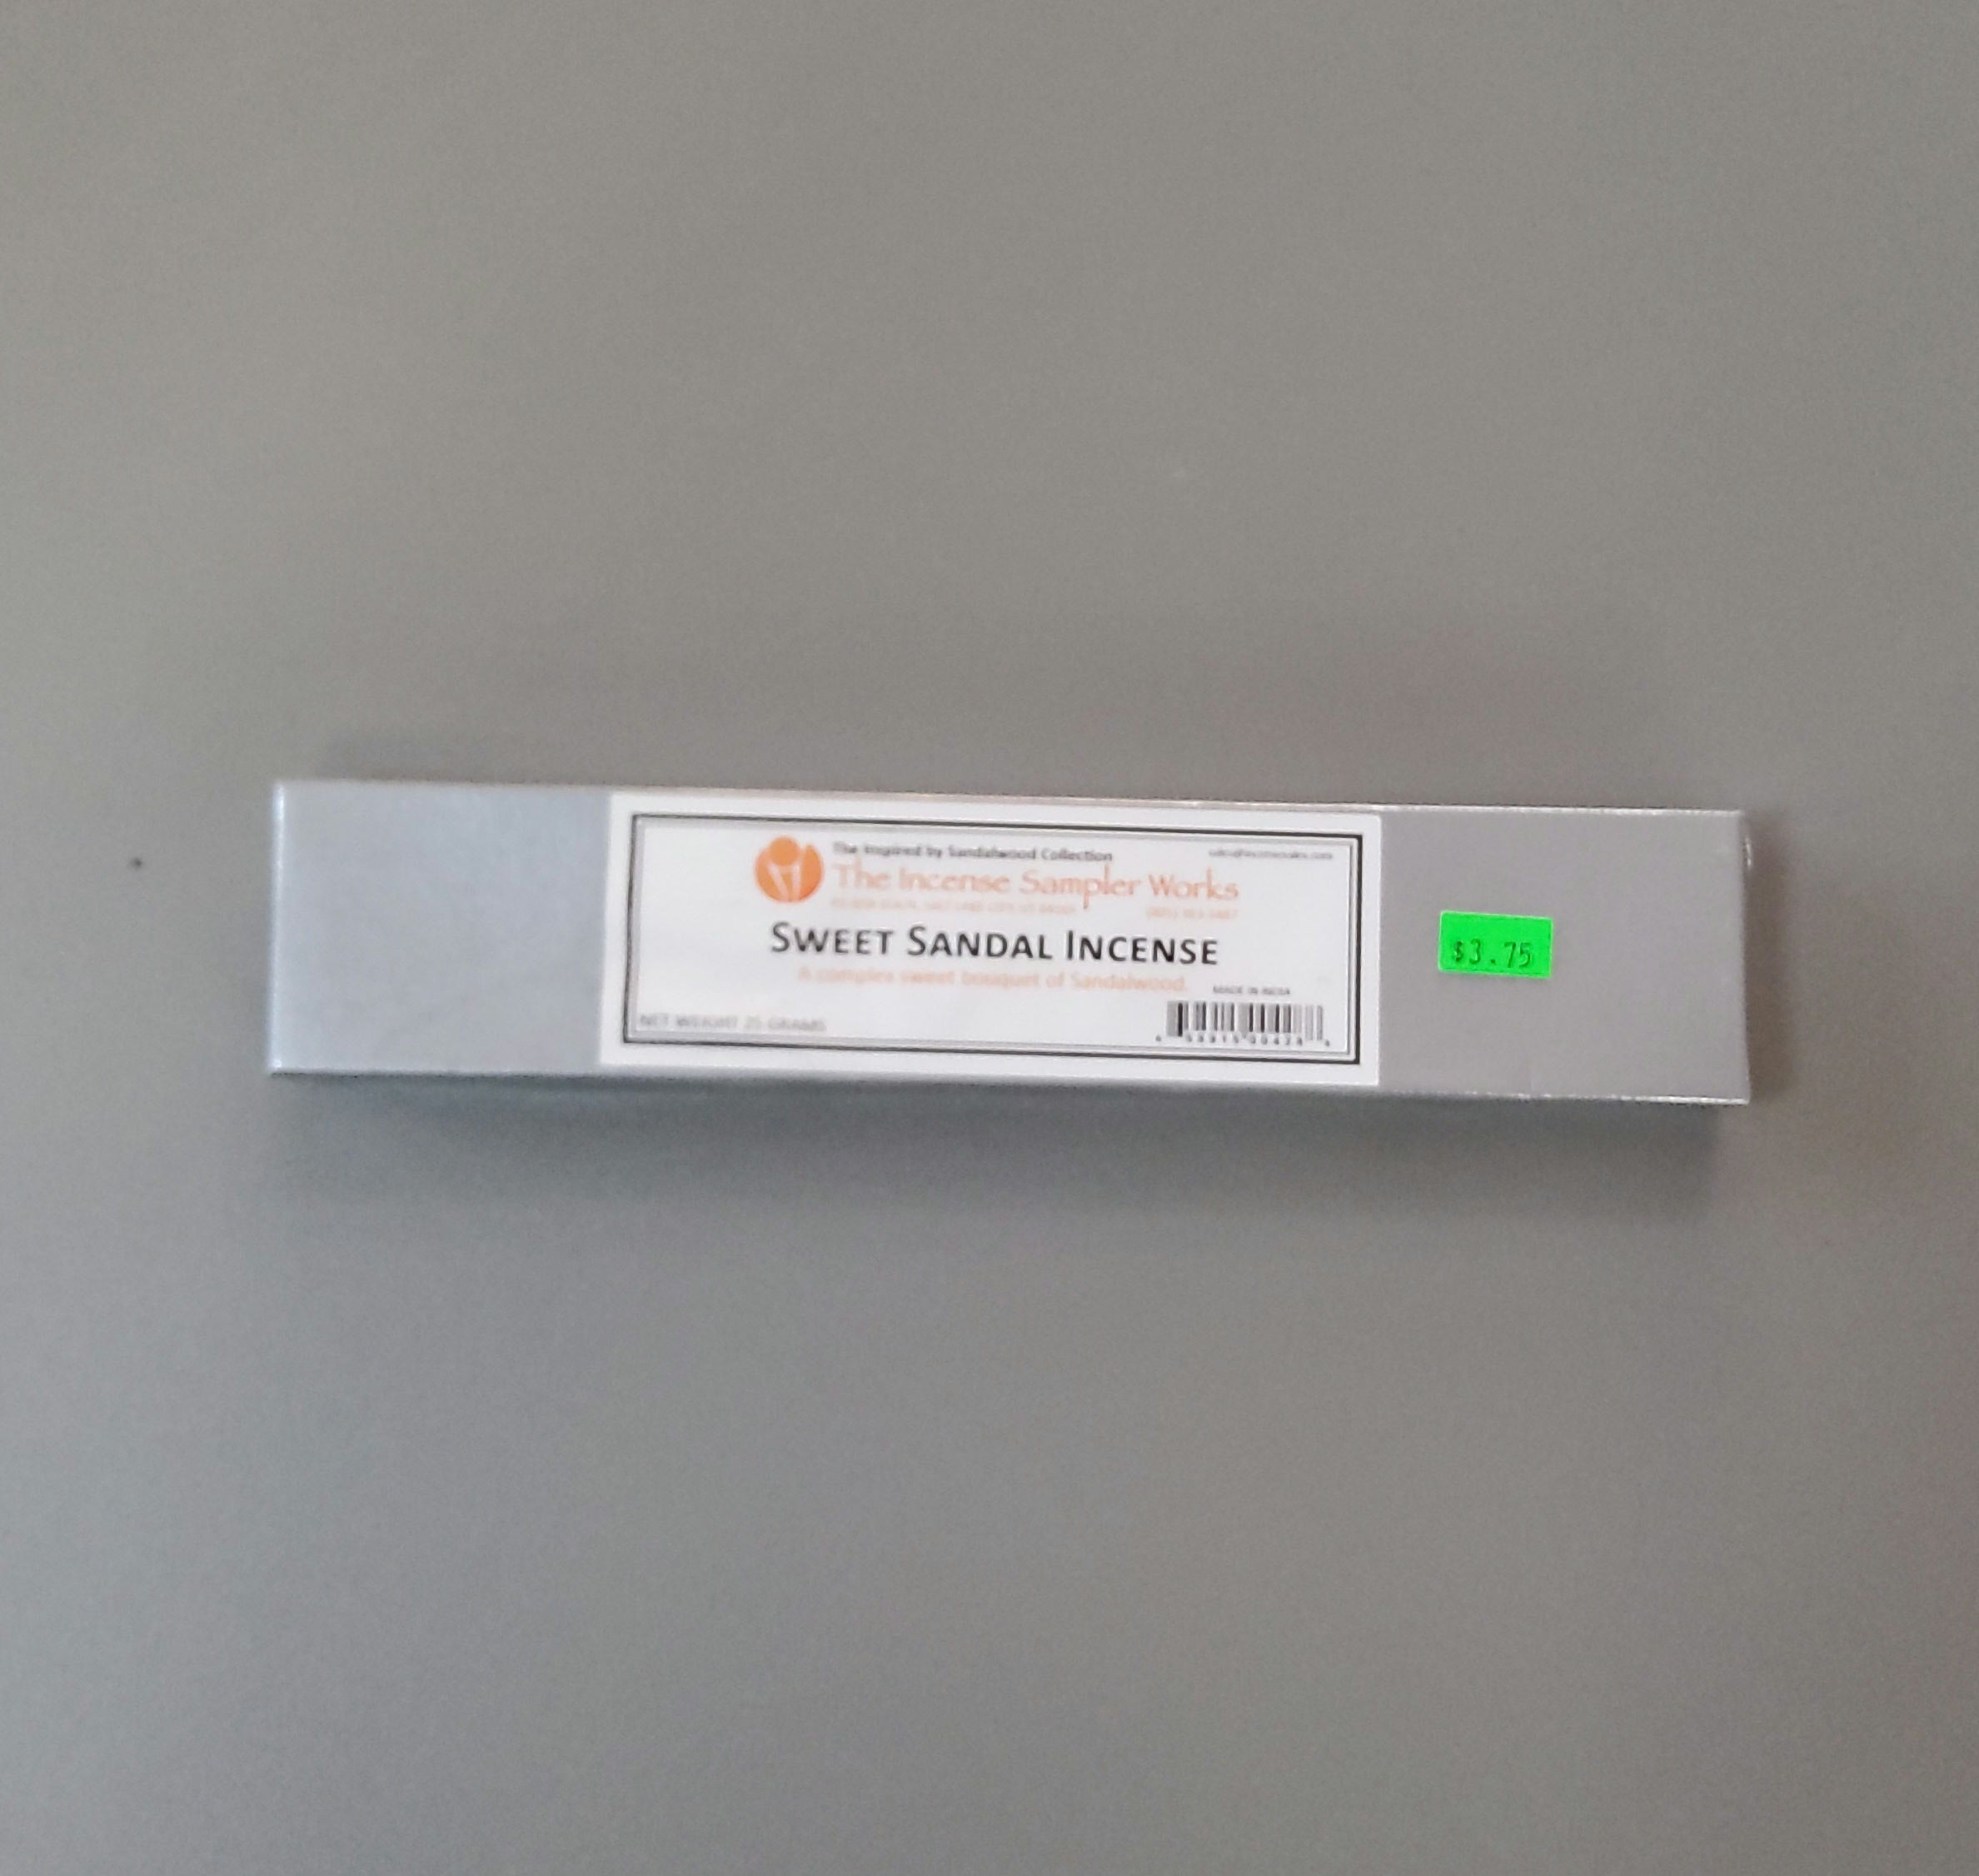 The Inspired by Sandalwood Collection
The Incense Sampler Works
SWEET SANDAL INCENSE
A complex sweet bouquet of Sandalwood.
MADE IN INDIA
NET WEIGHT 25 GRAMS
$3.75